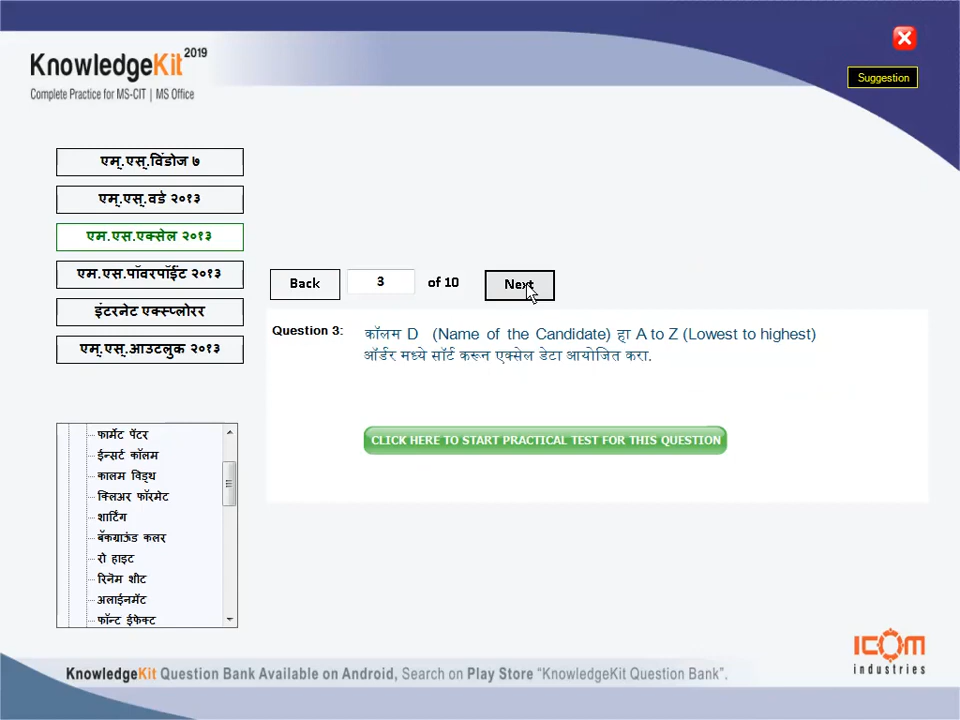 KnowledgeKit 2019
Complete Practice for MS-CIT | MS Office
Suggestion
एम्.एस्.विंडोज ७
एम्.एस्.वर्ड २०१३
एम.एस.एक्सेल २०१३
एम.एस.पॉवरपॉईंट २०१३
इंटरनेट एक्स्प्लोरर
एम्.एस्.आउटलुक २०१३
Back 3 of 10 Next
Question 3: कॉलम D (Name of the Candidate) हा A to Z (Lowest to highest)
ऑर्डर मध्ये सॉर्ट करून एक्सेल डेटा आयोजित करा.
CLICK HERE TO START PRACTICAL TEST FOR THIS QUESTION
फार्मेट पेंटर
ईन्सर्ट कॉलम
कालम विड्थ
क्लिअर फॉरमेट
शार्टिंग
बॅकग्राऊंड कलर
रो हाइट
रिनेम शीट
अलाईनमेंट
फॉन्ट ईफेक्ट
ICOM
industries
KnowledgeKit Question Bank Available on Android, Search on Play Store “KnowledgeKit Question Bank”.